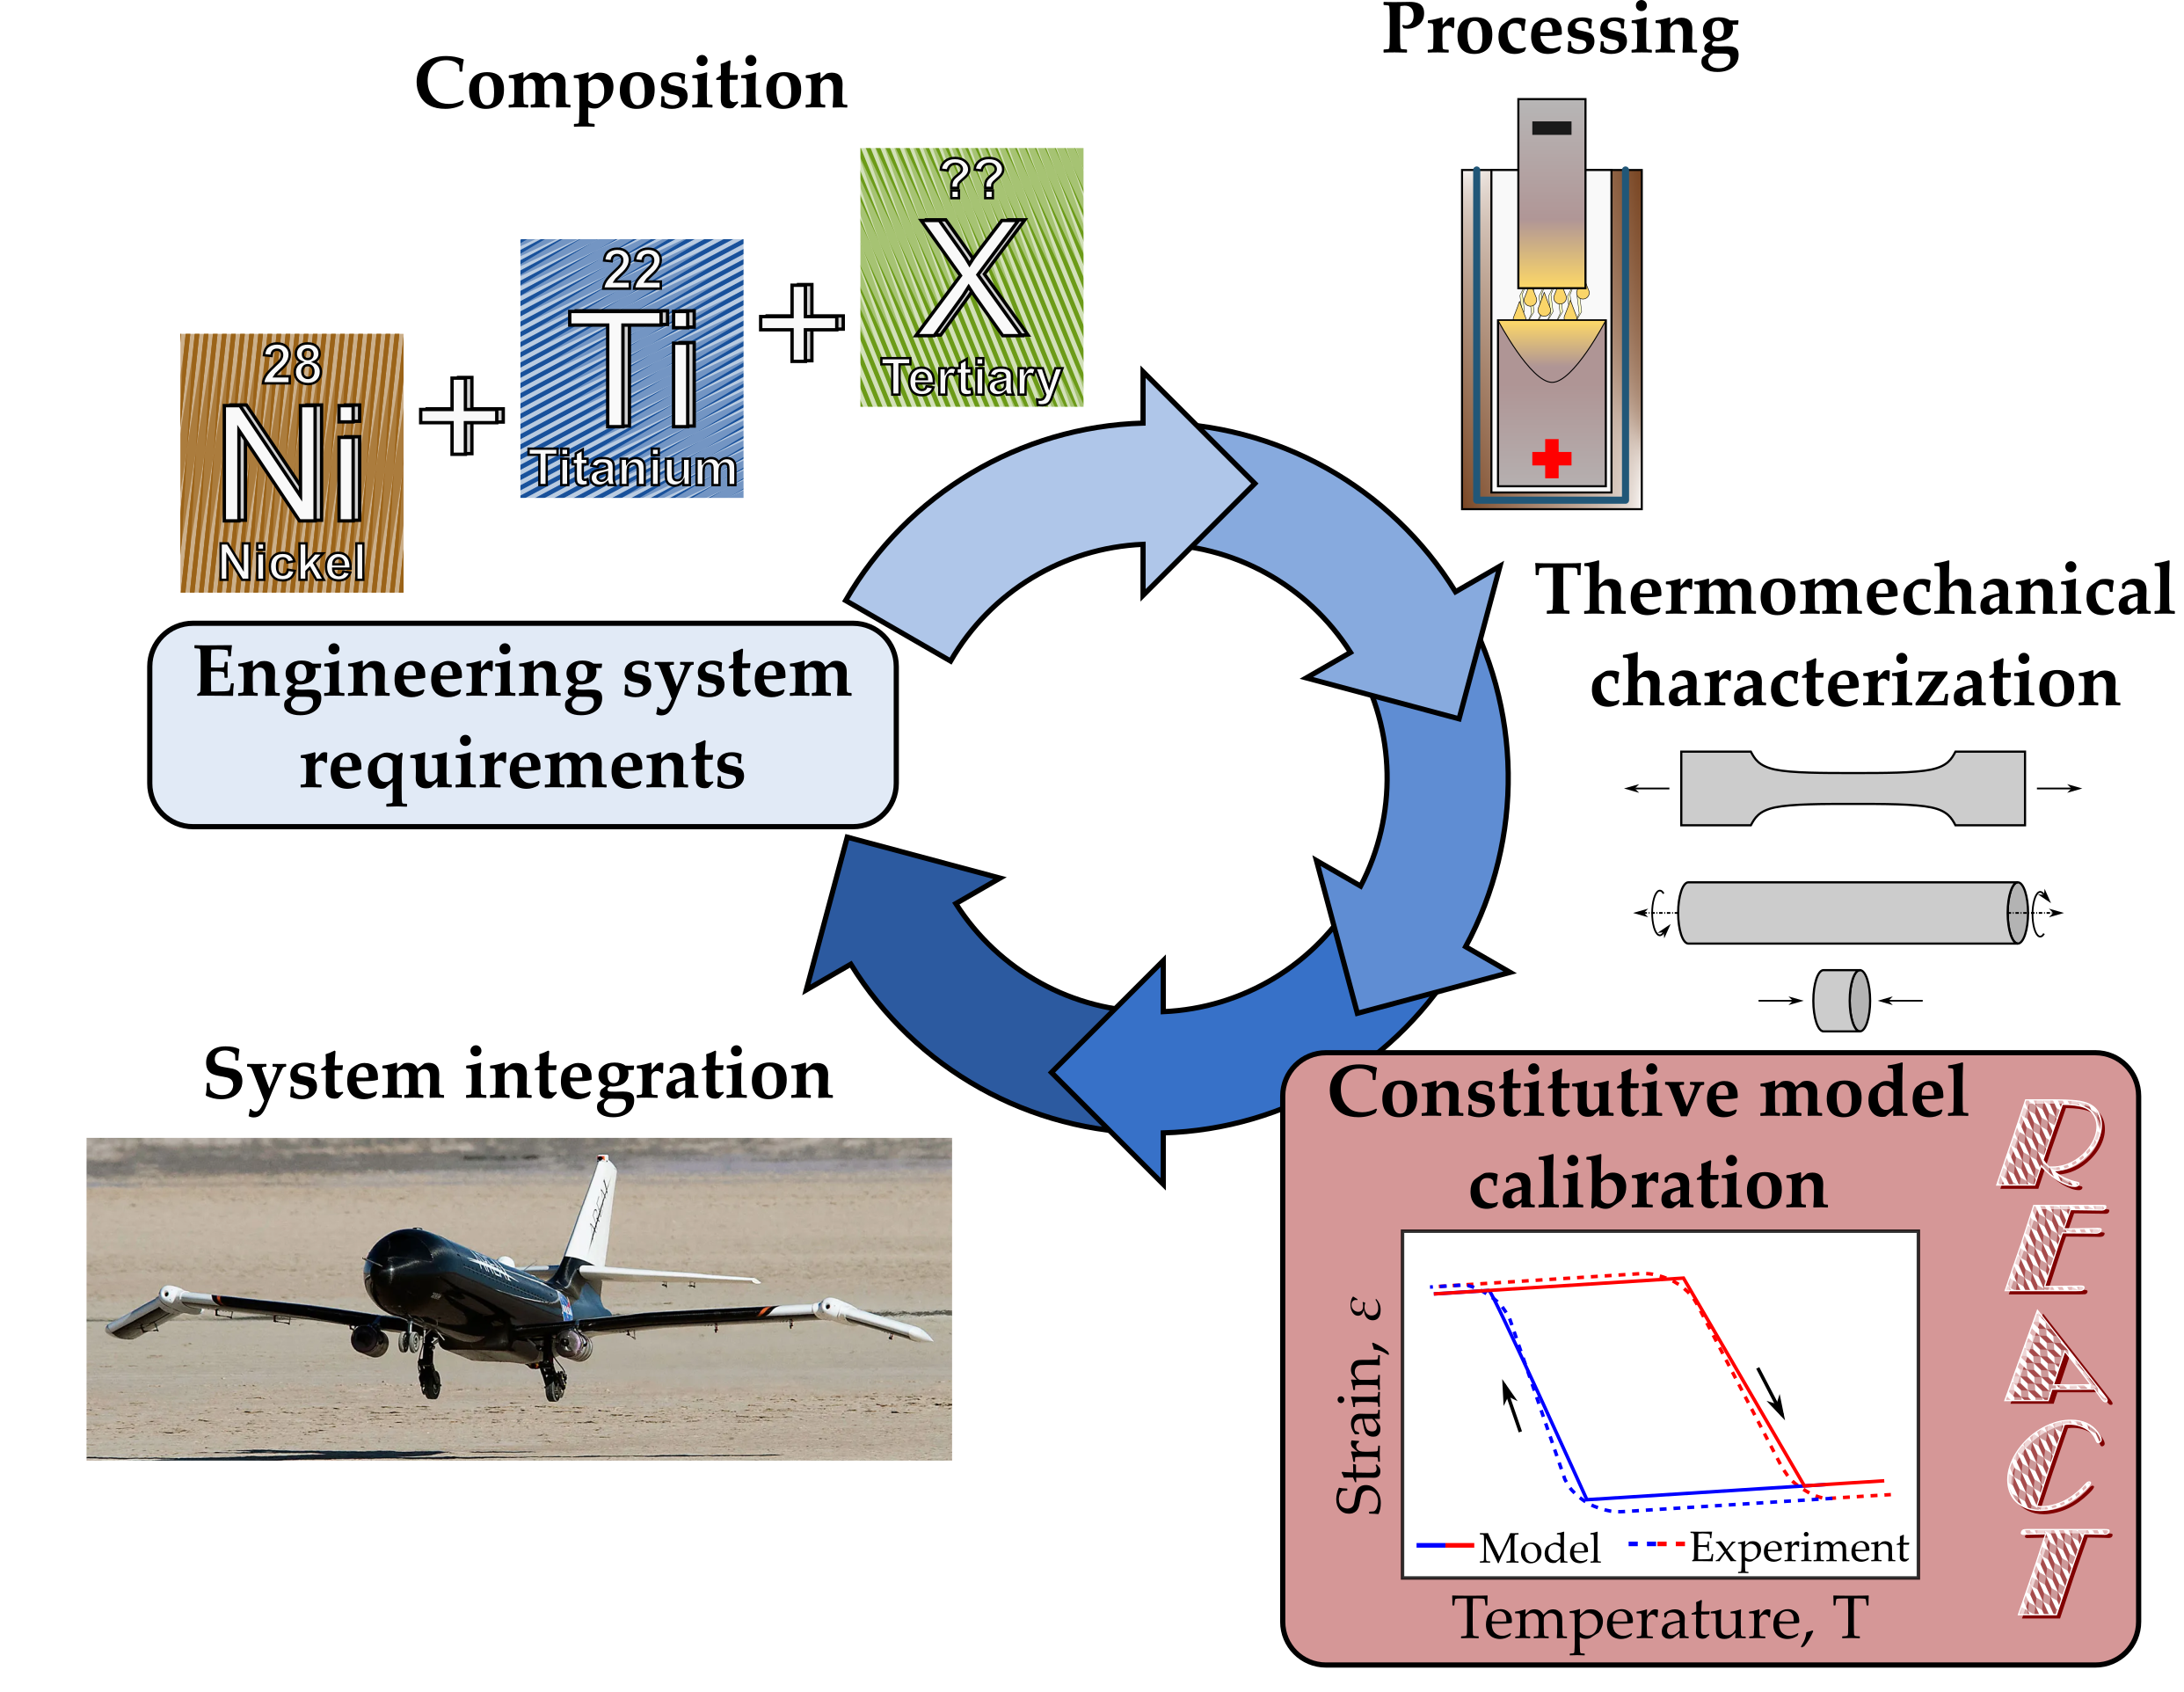 Composition
Processing
28
Ni
Nickel
+
22
Ti
Titanium
+
??
X
Tertiary
Engineering system
requirements
Thermomechanical
characterization
System integration
Constitutive model
calibration
REACT
Strain, ε
Model
Experiment
Temperature, T